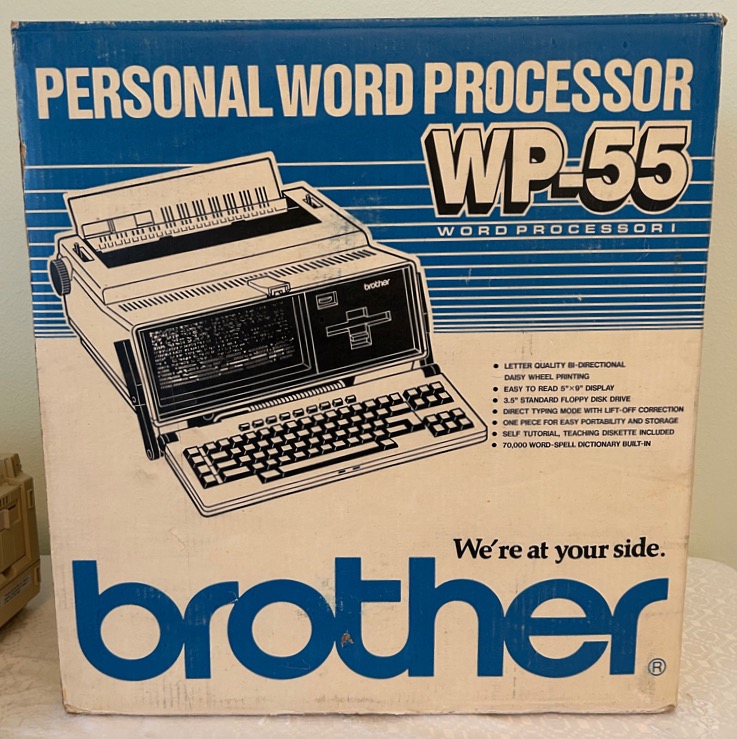 PERSONAL WORD PROCESSOR
WP-55
WORD PROCESSOR I
brother
• LETTER QUALITY BI-DIRECTIONAL
DAISY WHEEL PRINTING
• EASY TO READ 5"×9" DISPLAY
• 3.5" STANDARD FLOPPY DISK DRIVE
• DIRECT TYPING MODE WITH LIFT-OFF CORRECTION
• ONE PIECE FOR EASY PORTABILITY AND STORAGE
• SELF TUTORIAL, TEACHING DISKETTE INCLUDED
• 70,000 WORD-SPELL DICTIONARY BUILT-IN
We're at your side.
brother®